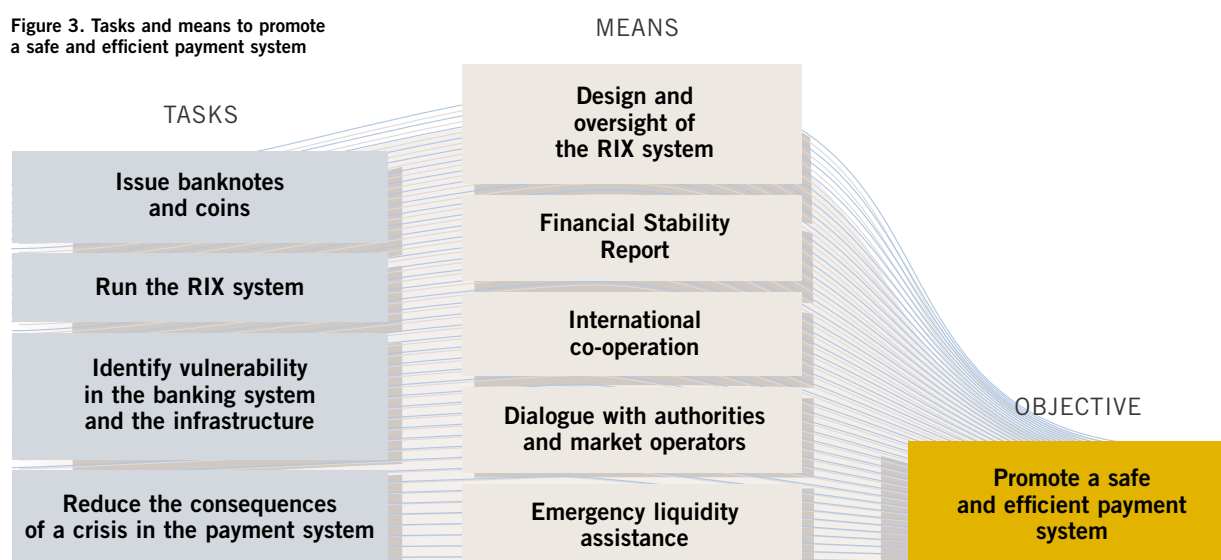 Figure 3. Tasks and means to promote
a safe and efficient payment system
TASKS
Issue banknotes
and coins
Run the RIX system
Identify vulnerability
in the banking system
and the infrastructure
Reduce the consequences
of a crisis in the payment system
MEANS
Design and
oversight of
the RIX system
Financial Stability
Report
International
co-operation
Dialogue with authorities
and market operators
Emergency liquidity
assistance
OBJECTIVE
Promote a safe
and efficient payment
system